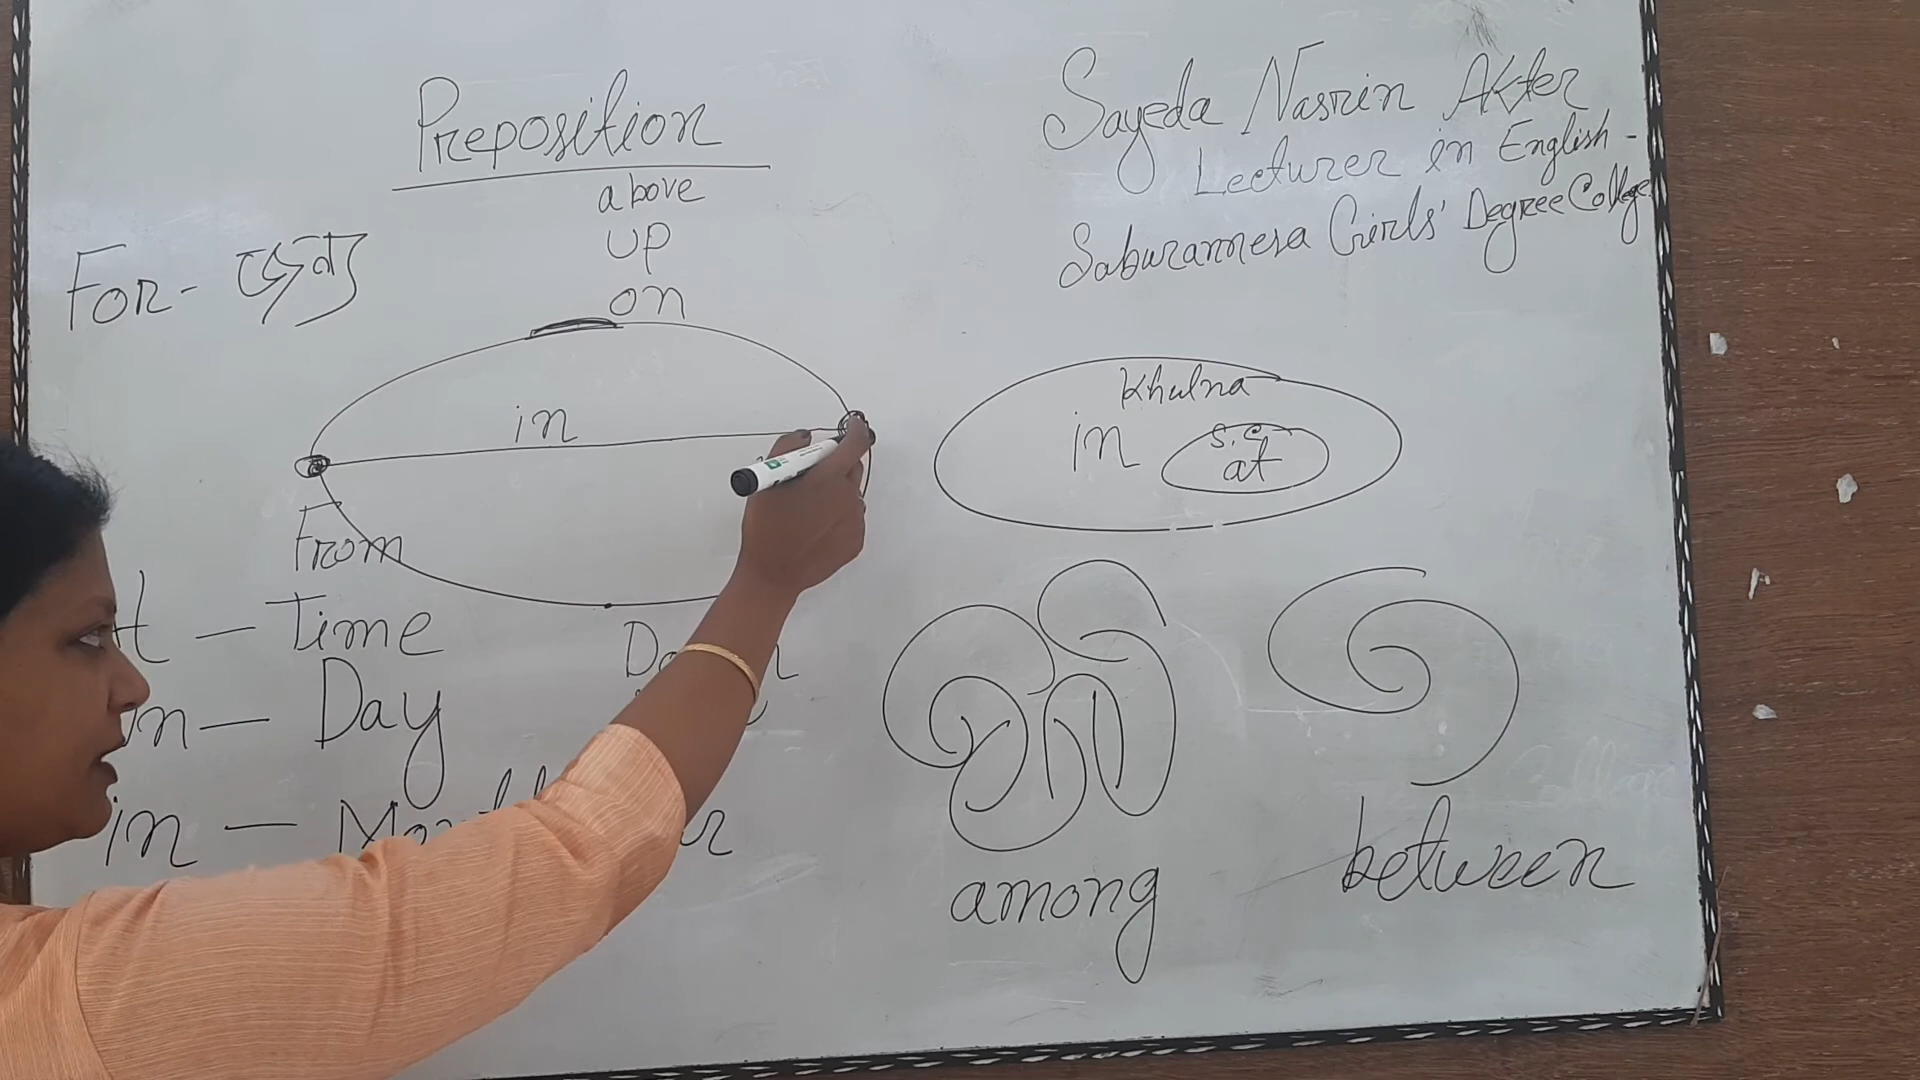 Preposition
above
up
on
For - জন্য
in
From
Time
Day
in —
Sayeda Nasrin Akter
Lecturer in English -
Saburannesa Girls' Degree College
Khulna
in
S.C
at
among
between